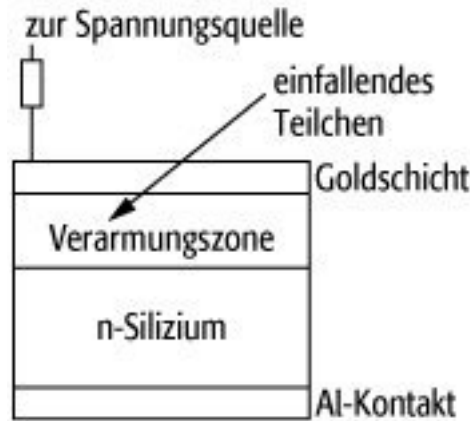 zur Spannungsquelle
einfallendes
Teilchen
Goldschicht
Verarmungszone
n-Silizium
Al-Kontakt